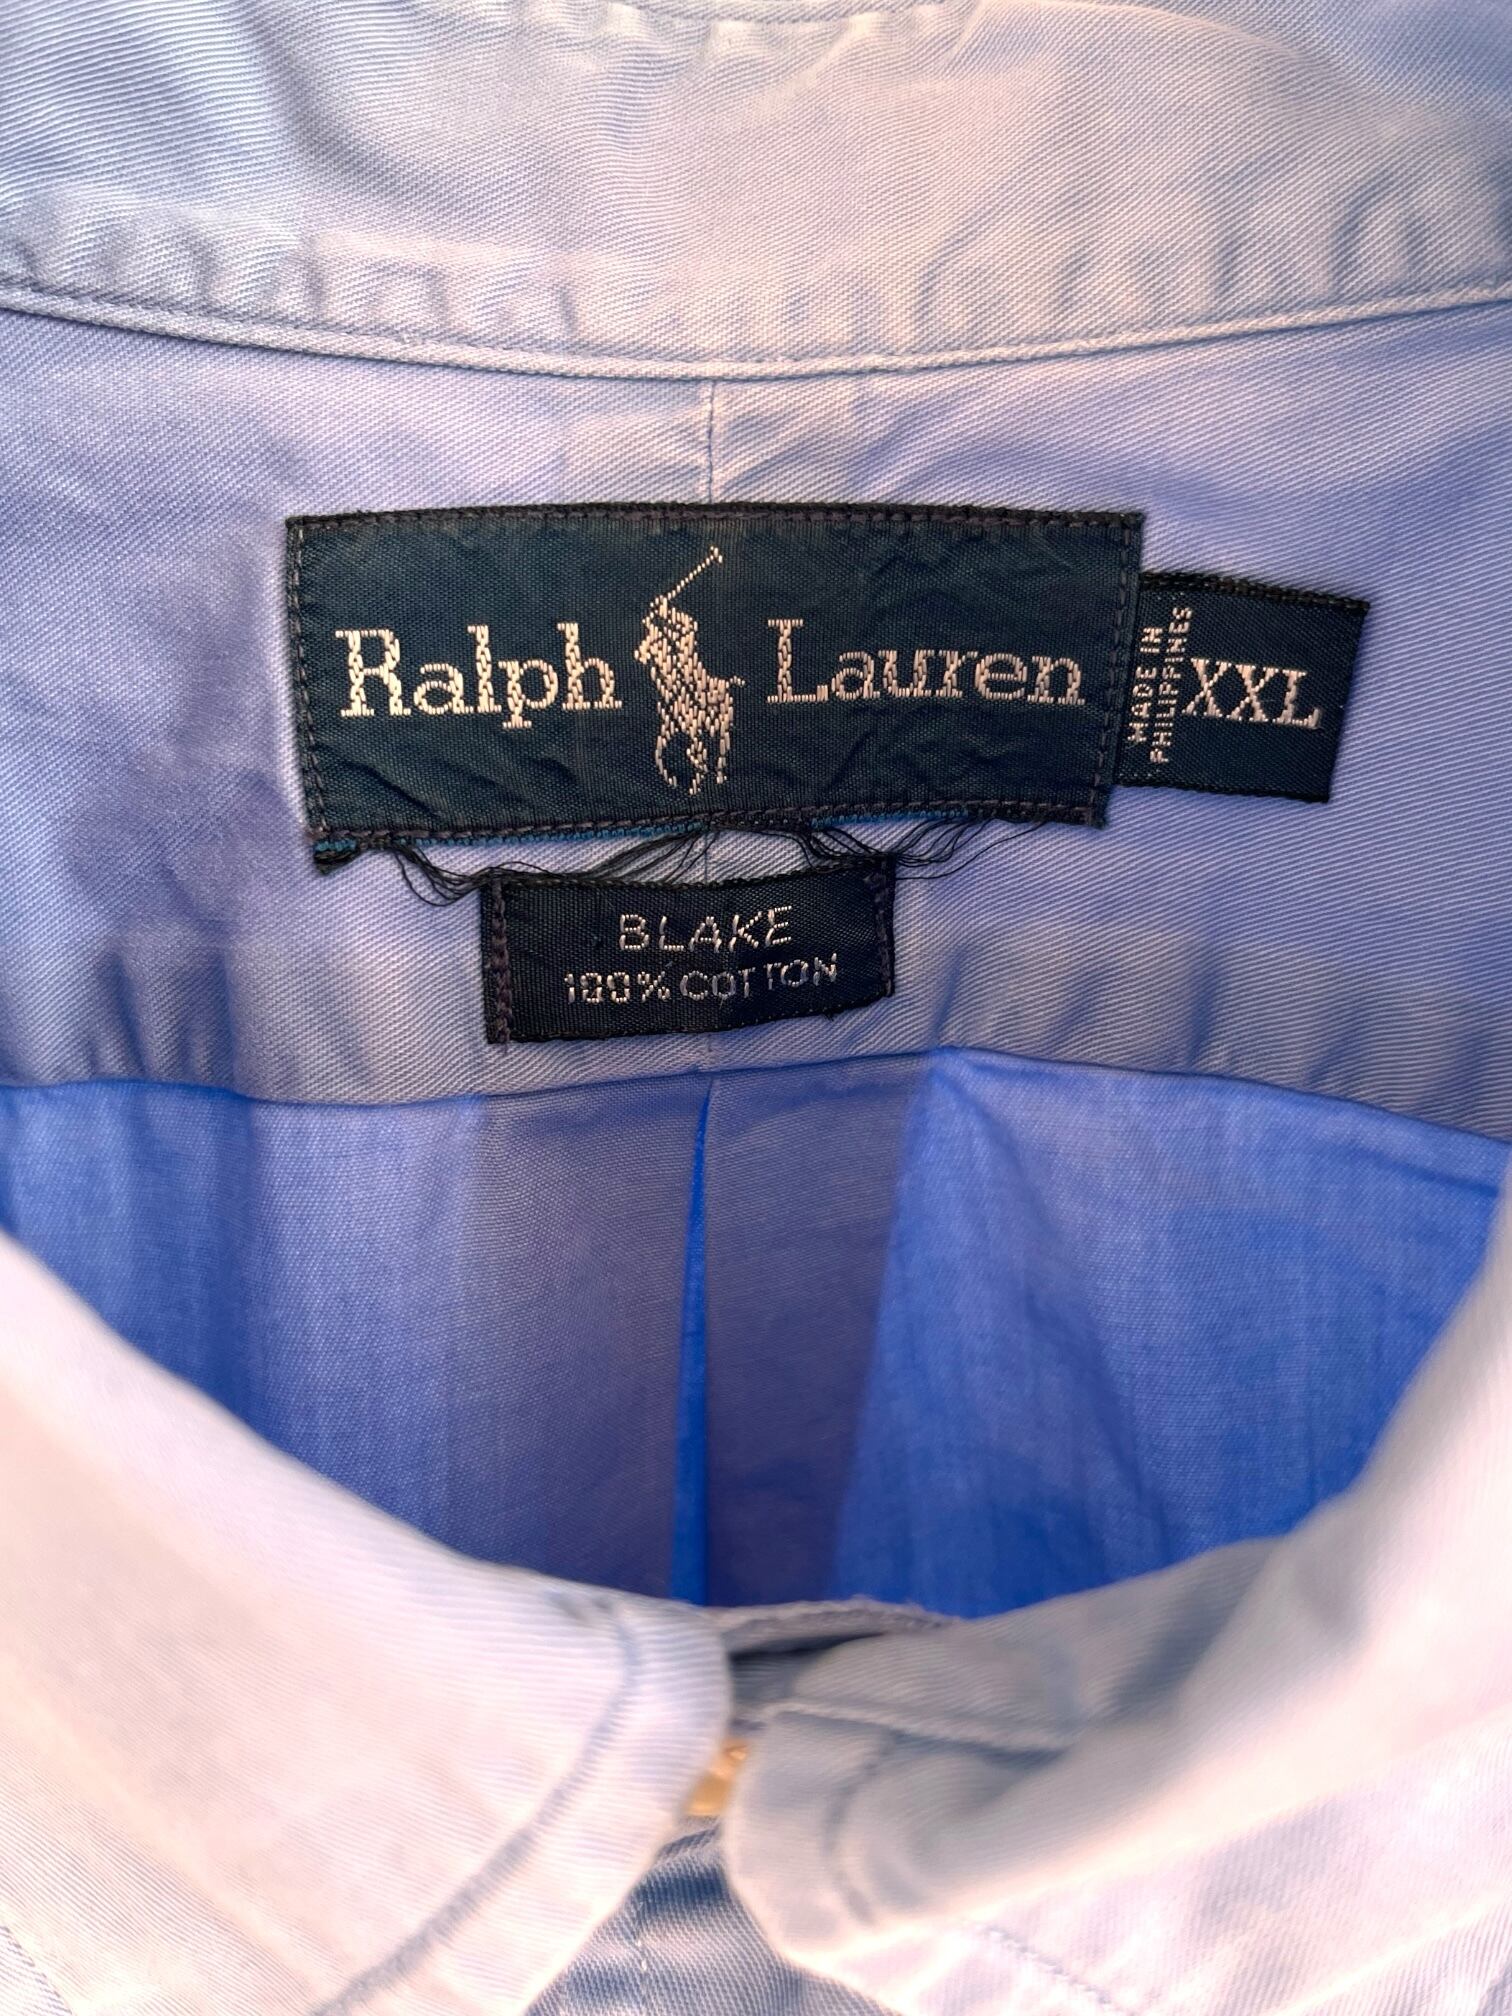 Ralph Lauren
MADE IN
PHILIPPINES
XXL
BLAKE
100% COTTON